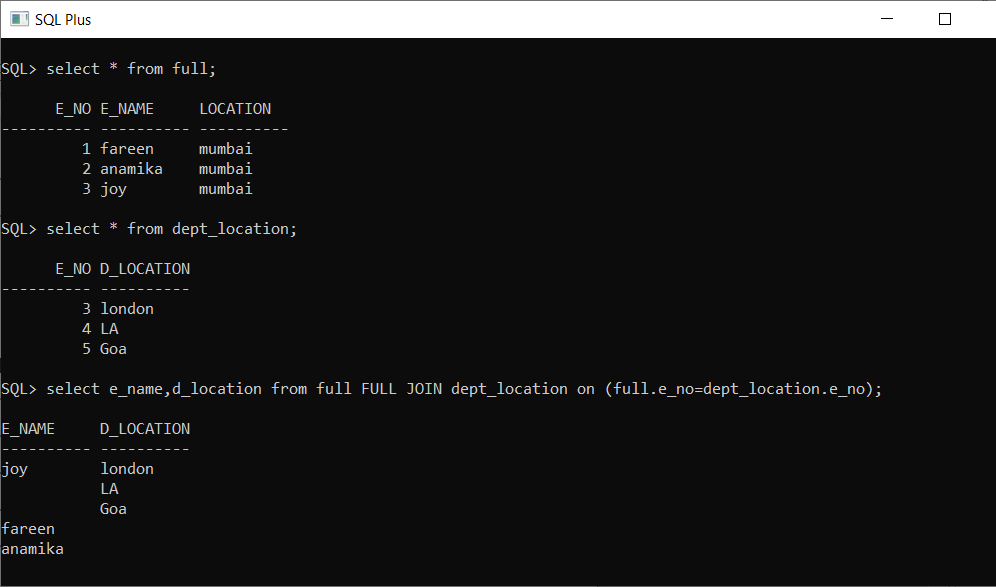 SQL Plus
SQL> select * from full;
E_NO E_NAME LOCATION
---------- ---------- ----------
1 fareen mumbai
2 anamika mumbai
3 joy mumbai
SQL> select * from dept_location;
E_NO D_LOCATION
---------- ----------
3 london
4 LA
5 Goa
SQL> select e_name,d_location from full FULL JOIN dept_location on (full.e_no=dept_location.e_no);
E_NAME D_LOCATION
---------- ----------
joy london
LA
Goa
fareen
anamika